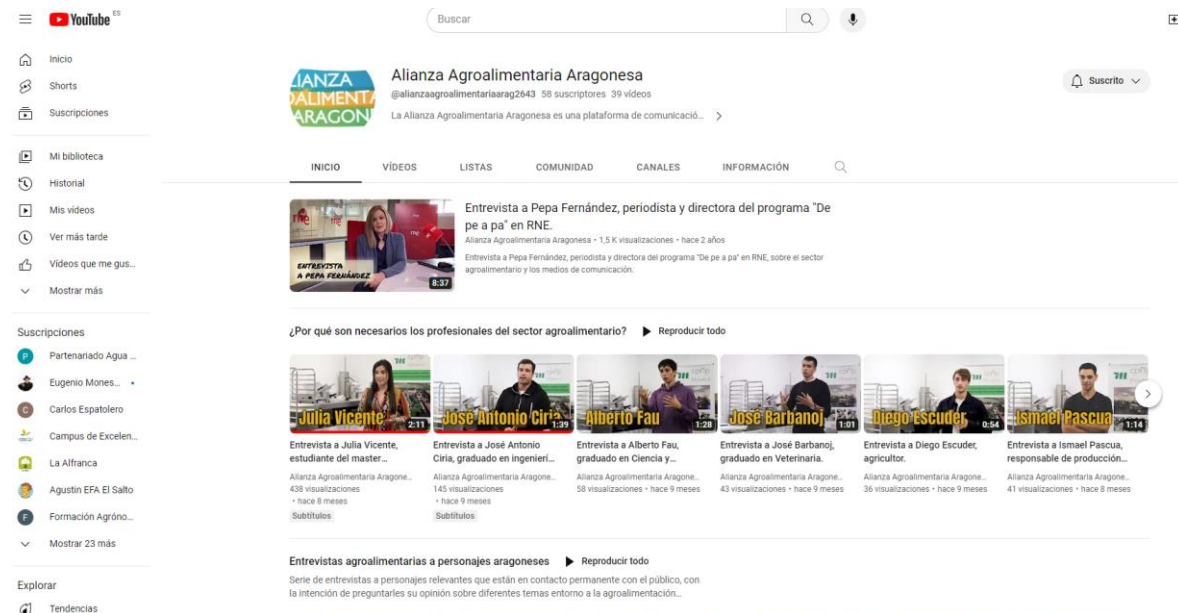 YouTube ES
Buscar
Inicio
Shorts
Suscripciones
Mi biblioteca
Historial
Mis vídeos
Ver más tarde
Vídeos que me gus...
Mostrar más
Suscripciones
P Partenariado Agua ...
Eugenio Mones...
C Carlos Espatolero
Campus de Excelen...
La Alfranca
Agustin EFA El Salto
F Formación Agróno...
Mostrar 23 más
Explorar
Tendencias
LIANZA
OALIMENTA
ARAGON
Alianza Agroalimentaria Aragonesa
@alianzaagroalimentariaarag2643 58 suscriptores 39 vídeos
La Alianza Agroalimentaria Aragonesa es una plataforma de comunicació...
Suscrito
INICIO VÍDEOS LISTAS COMUNIDAD CANALES INFORMACIÓN
rne rne
rne
ENTREVISTA
A PEPA FERNÁNDEZ
8:37
Entrevista a Pepa Fernández, periodista y directora del programa "De
pe a pa" en RNE.
Alianza Agroalimentaria Aragonesa • 1,5 K visualizaciones • hace 2 años
Entrevista a Pepa Fernández, periodista y directora del programa "De pe a pa" en RNE, sobre el sector
agroalimentario y los medios de comunicación.
¿Por qué son necesarios los profesionales del sector agroalimentario? Reproducir todo
Julia Vicente 2:11
Entrevista a Julia Vicente,
estudiante del master...
Alianza Agroalimentaria Aragone...
438 visualizaciones
• hace 8 meses
Subtítulos
José Antonio Ciria 1:39
Entrevista a José Antonio
Ciria, graduado en ingenierí...
Alianza Agroalimentaria Aragone...
145 visualizaciones
• hace 9 meses
Subtítulos
Alberto Fau 1:28
Entrevista a Alberto Fau,
graduado en Ciencia y...
Alianza Agroalimentaria Aragone...
58 visualizaciones • hace 9 meses
José Barbanoj 1:01
Entrevista a José Barbanoj,
graduado en Veterinaria.
Alianza Agroalimentaria Aragone...
43 visualizaciones • hace 9 meses
Diego Escuder 0:54
Entrevista a Diego Escuder,
agricultor.
Alianza Agroalimentaria Aragone...
36 visualizaciones • hace 9 meses
Ismael Pascua 1:14
Entrevista a Ismael Pascua,
responsable de producción...
Alianza Agroalimentaria Aragone...
41 visualizaciones • hace 8 meses
Entrevistas agroalimentarias a personajes aragoneses Reproducir todo
Serie de entrevistas a personajes relevantes que están en contacto permanente con el público, con
la intención de preguntarles su opinión sobre diferentes temas entorno a la agroalimentación...